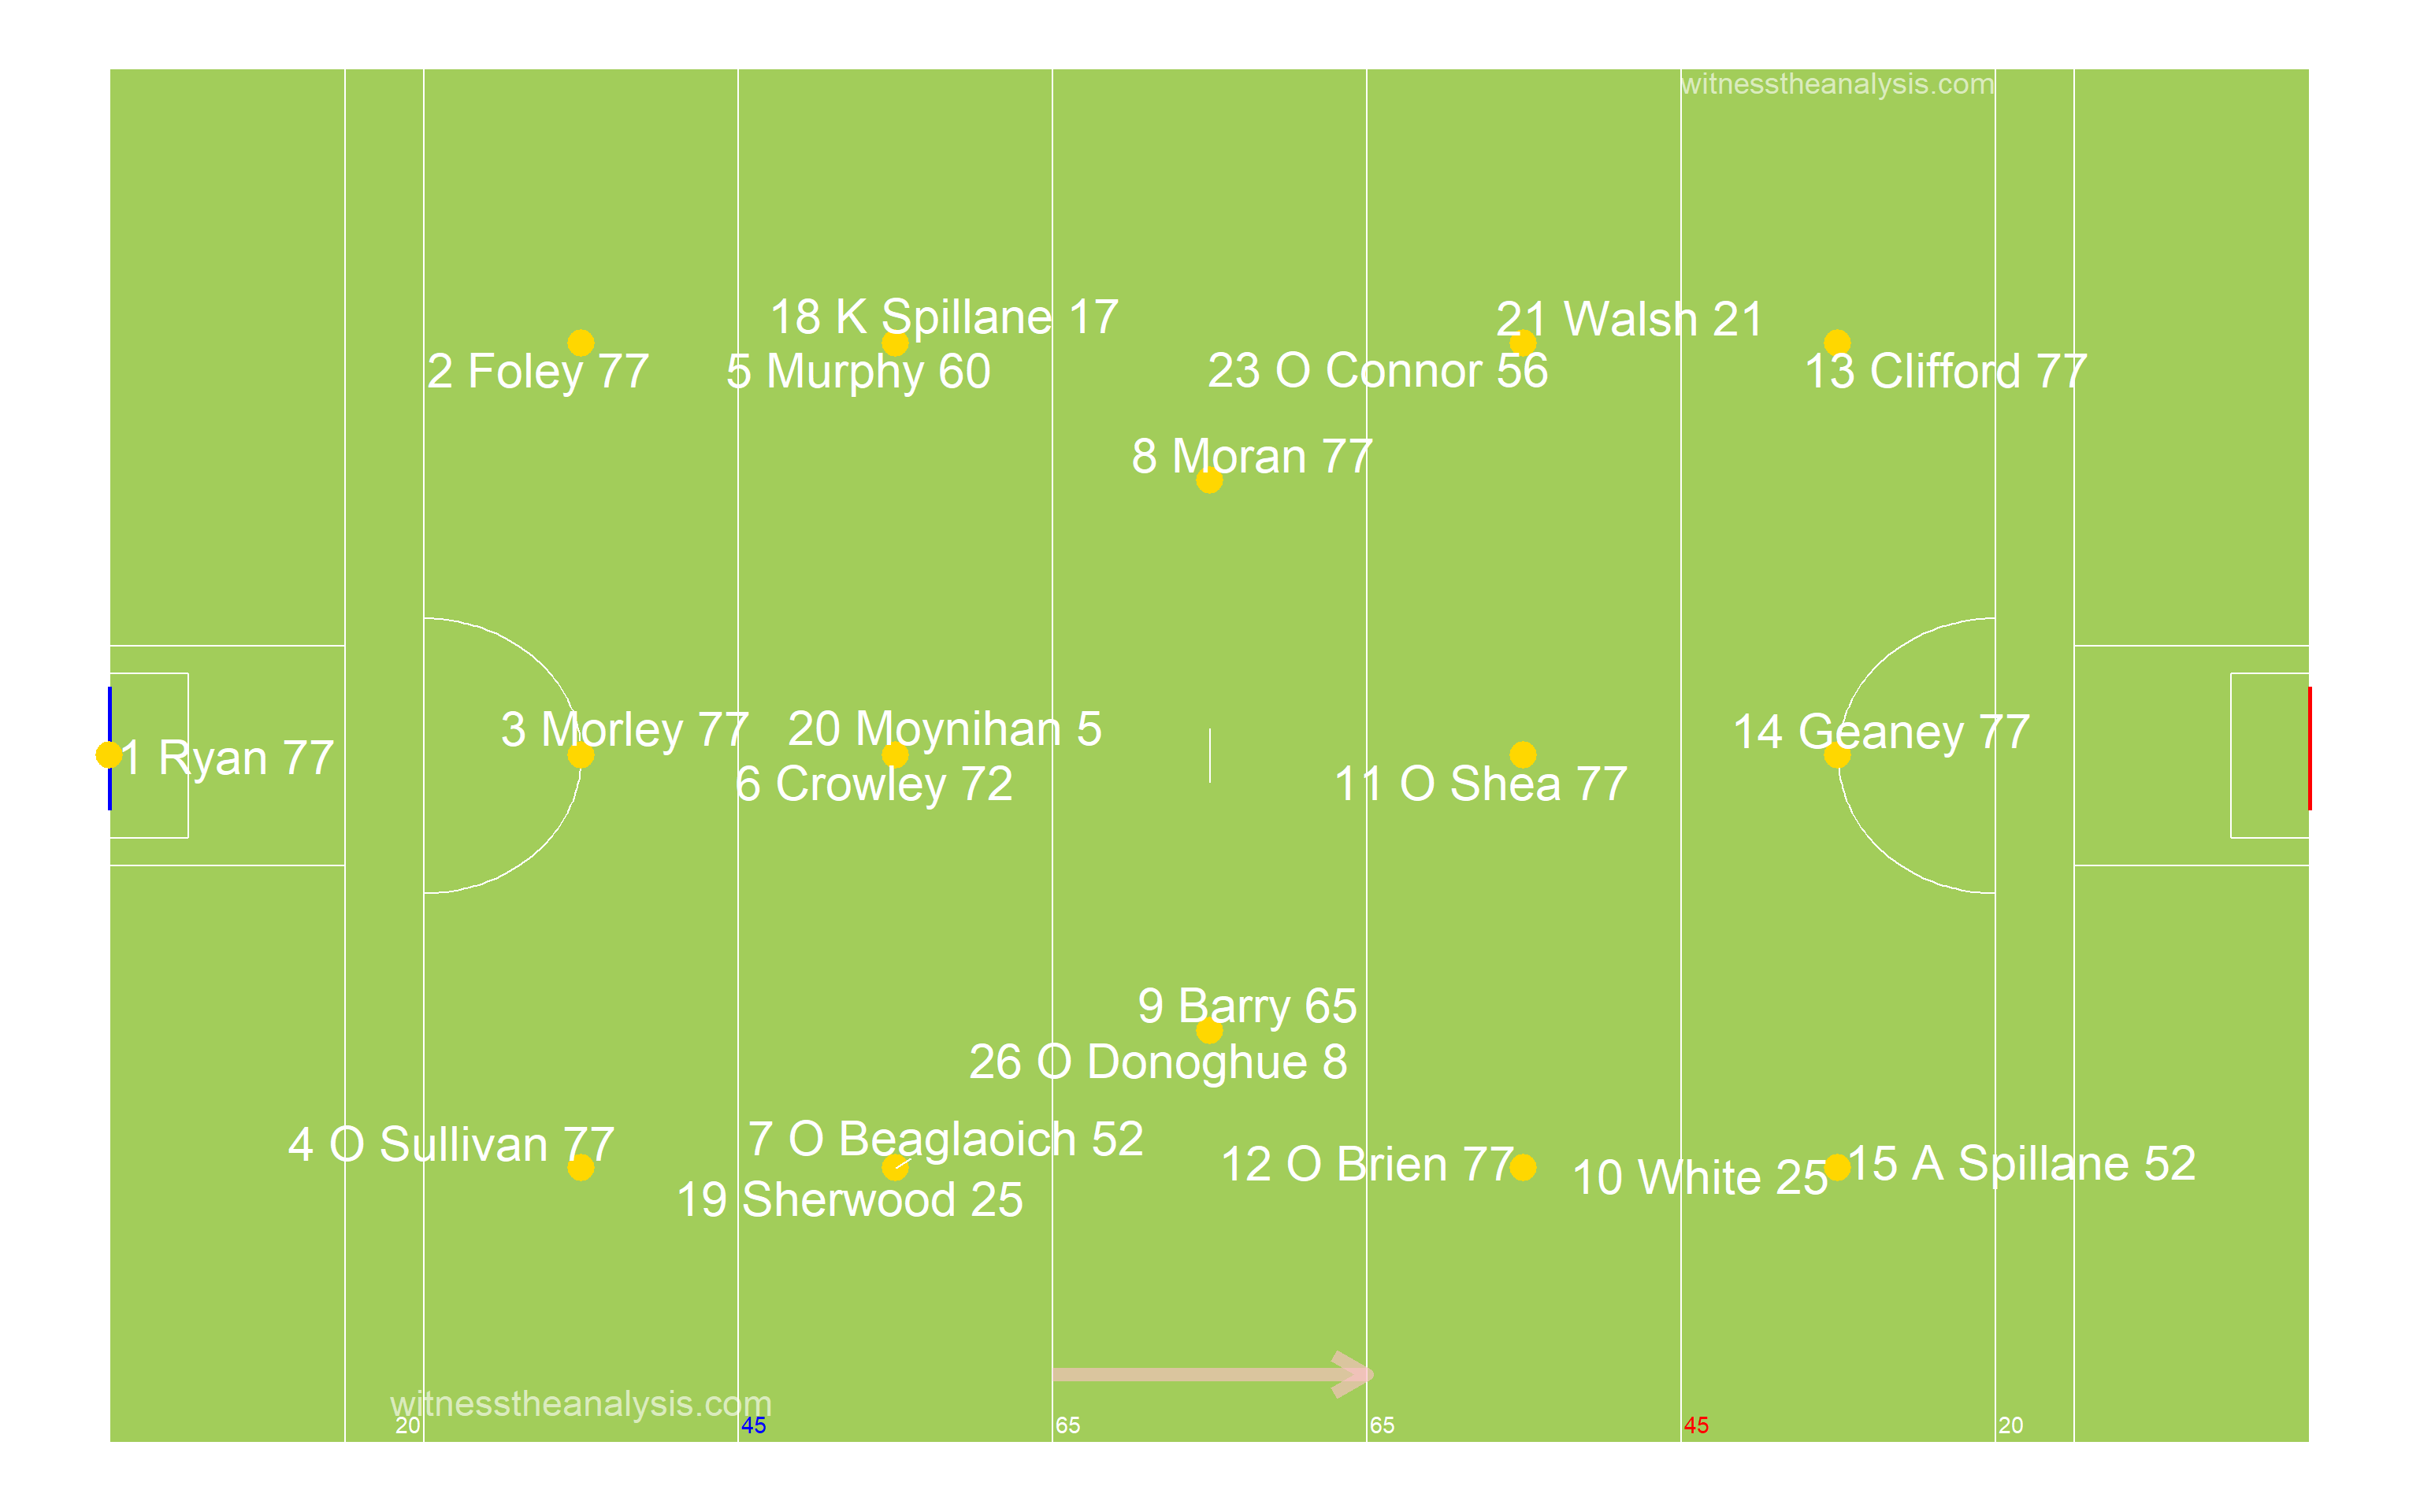 witnesstheanalysis.com
18 K Spillane 17
21 Walsh 21
2 Foley 77
5 Murphy 60
23 O Connor 56
13 Clifford 77
8 Moran 77
3 Morley 77
20 Moynihan 5
14 Geaney 77
1 Ryan 77
6 Crowley 72
11 O Shea 77
9 Barry 65
26 O Donoghue 8
4 O Sullivan 77
7 O Beaglaoich 52
12 O Brien 77
10 White 25
15 A Spillane 52
19 Sherwood 25
witnesstheanalysis.com
20
45
65
65
45
20